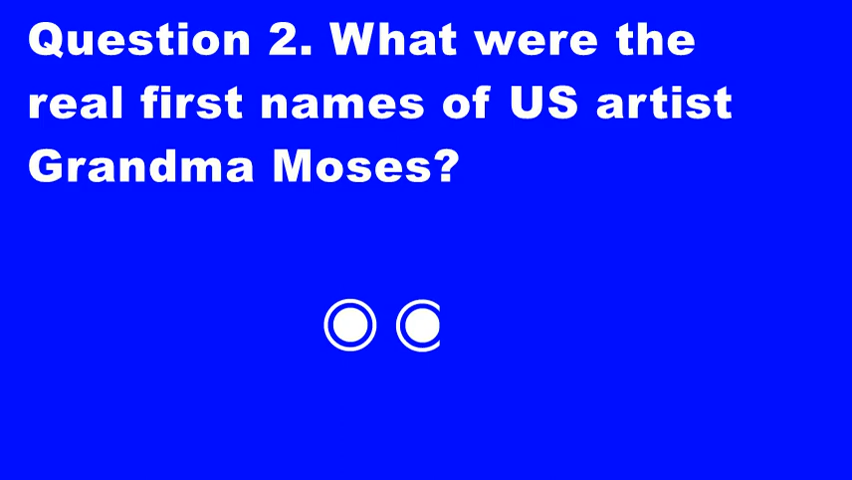 Question 2. What were the
real first names of US artist
Grandma Moses?